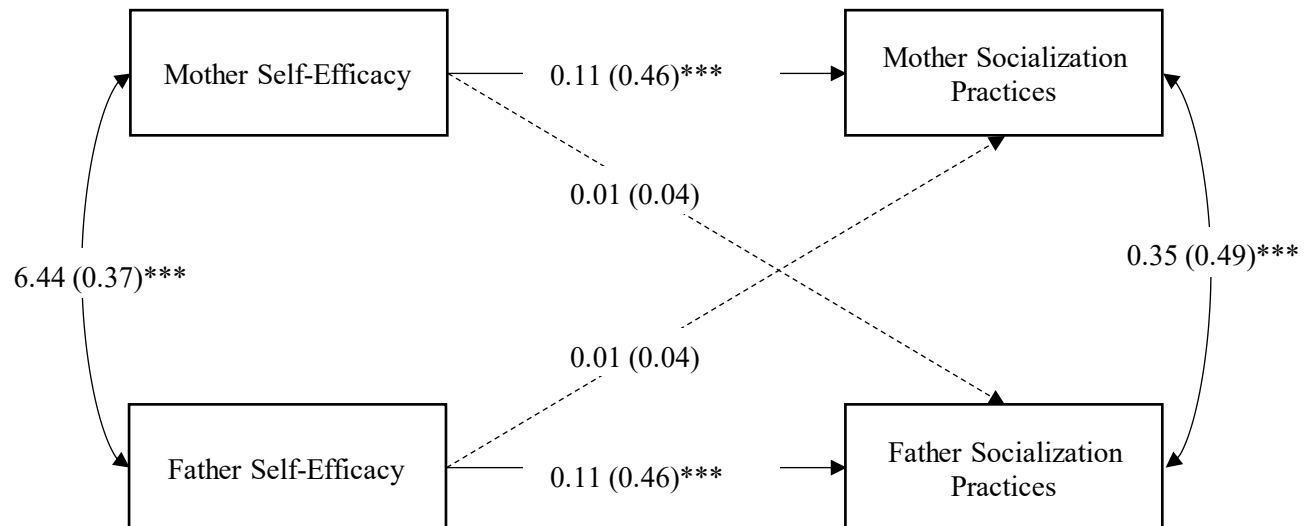 Mother Self-Efficacy
0.11 (0.46)***
Mother Socialization
Practices
0.01 (0.04)
6.44 (0.37)***
0.35 (0.49)***
0.01 (0.04)
Father Self-Efficacy
0.11 (0.46)***
Father Socialization
Practices